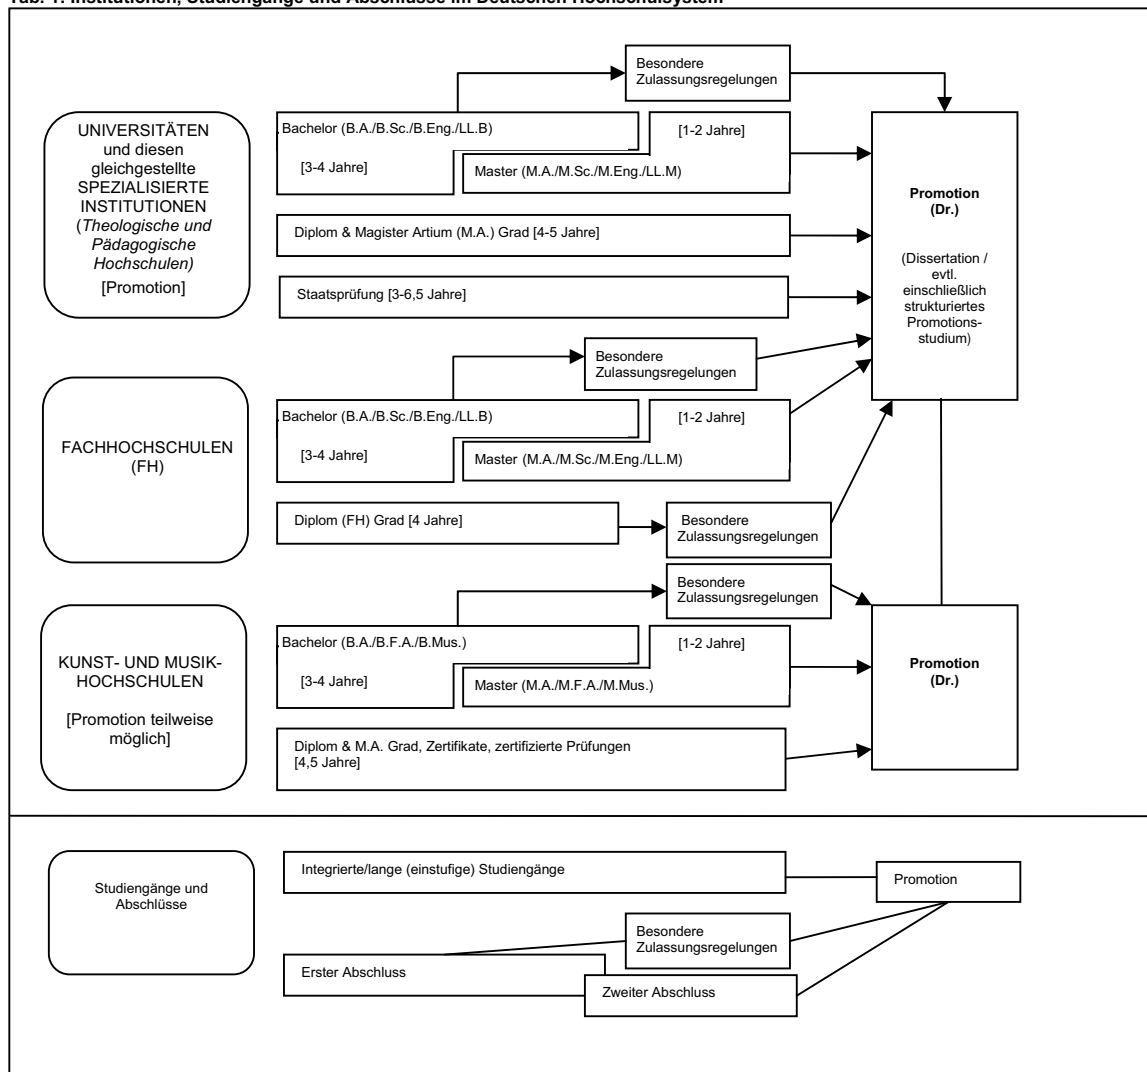 Tab. 1: Institutionen, Studiengänge und Abschlüsse im Deutschen Hochschulsystem
Besondere
Zulassungsregelungen
UNIVERSITÄTEN
und diesen
gleichgestellte
SPEZIALISIERTE
INSTITUTIONEN
(Theologische und
Pädagogische
Hochschulen)
[Promotion]
Bachelor (B.A./B.Sc./B.Eng./LL.B)
[3-4 Jahre]
[1-2 Jahre]
Master (M.A./M.Sc./M.Eng./LL.M)
Diplom & Magister Artium (M.A.) Grad [4-5 Jahre]
Staatsprüfung [3-6,5 Jahre]
Promotion
(Dr.)
(Dissertation /
evtl.
einschließlich
strukturiertes
Promotions-
studium)
Besondere
Zulassungsregelungen
FACHHOCHSCHULEN
(FH)
Bachelor (B.A./B.Sc./B.Eng./LL.B)
[3-4 Jahre]
[1-2 Jahre]
Master (M.A./M.Sc./M.Eng./LL.M)
Diplom (FH) Grad [4 Jahre]
Besondere
Zulassungsregelungen
Besondere
Zulassungsregelungen
KUNST- UND MUSIK-
HOCHSCHULEN
[Promotion teilweise
möglich]
Bachelor (B.A./B.F.A./B.Mus.)
[3-4 Jahre]
[1-2 Jahre]
Master (M.A./M.F.A./M.Mus.)
Diplom & M.A. Grad, Zertifikate, zertifizierte Prüfungen
[4,5 Jahre]
Promotion
(Dr.)
Studiengänge und
Abschlüsse
Integrierte/lange (einstufige) Studiengänge
Promotion
Besondere
Zulassungsregelungen
Erster Abschluss
Zweiter Abschluss